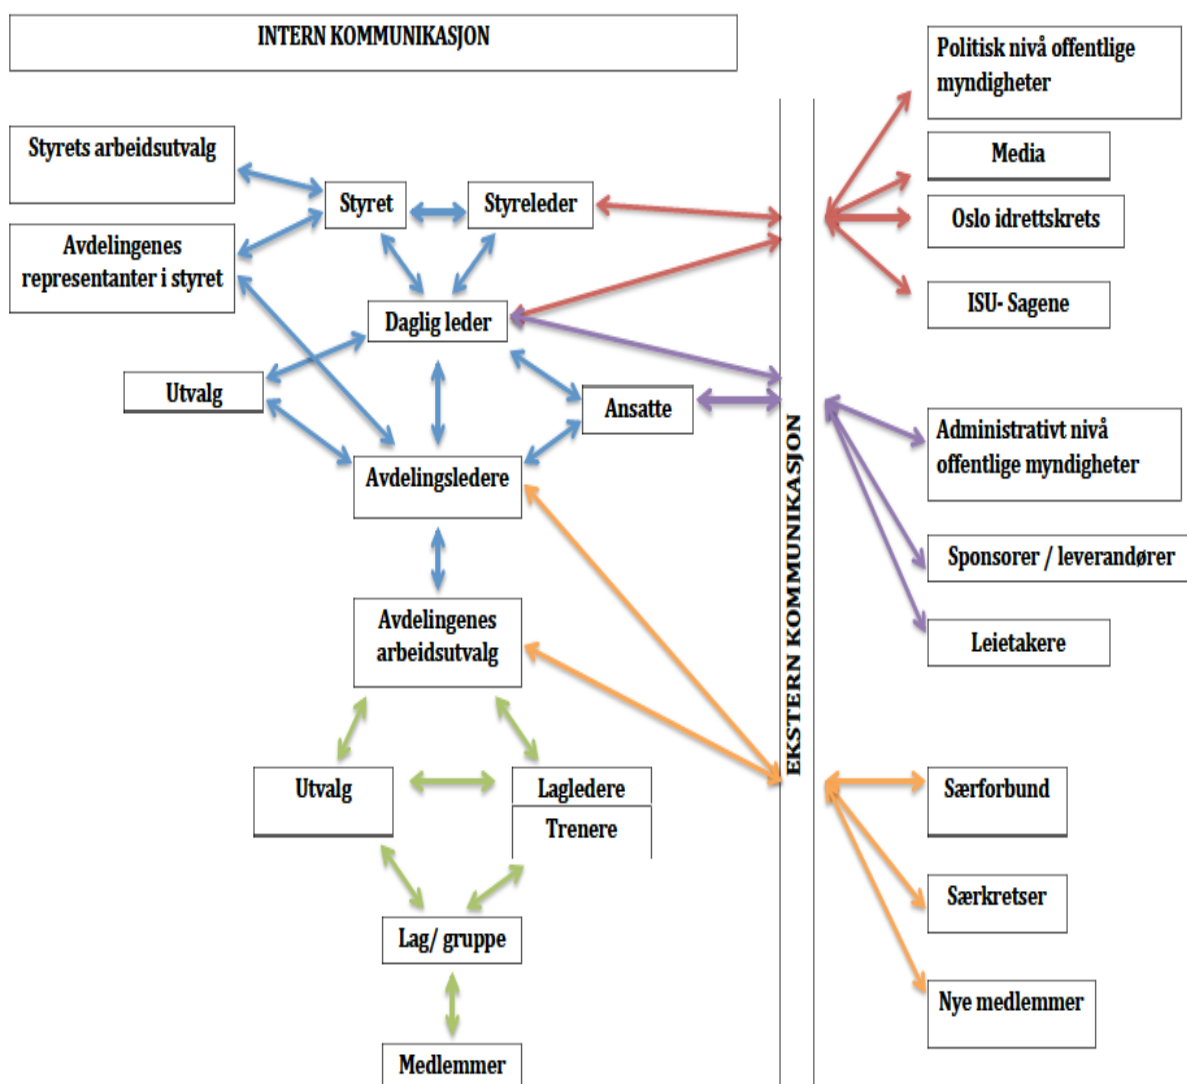 INTERN KOMMUNIKASJON
Styrets arbeidsutvalg
Styret
Styreleder
Avdelingenes
representanter i styret
Daglig leder
Utvalg
Ansatte
Avdelingsledere
Avdelingenes
arbeidsutvalg
Utvalg
Lagledere
Trenere
Lag/ gruppe
Medlemmer
EKSTERN KOMMUNIKASJON
Politisk nivå offentlige
myndigheter
Media
Oslo idrettskrets
ISU- Sagene
Administrativt nivå
offentlige myndigheter
Sponsorer / leverandører
Leietakere
Særforbund
Særkretser
Nye medlemmer